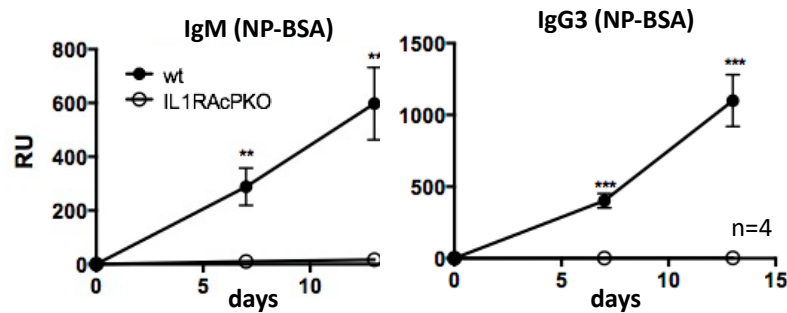 IgM (NP-BSA)
800
600
400
200
0
RU
wt
IL1RAcPKO
**
**
0
5
10
days
IgG3 (NP-BSA)
1500
1000
500
0
***
***
n=4
0
5
10
15
days